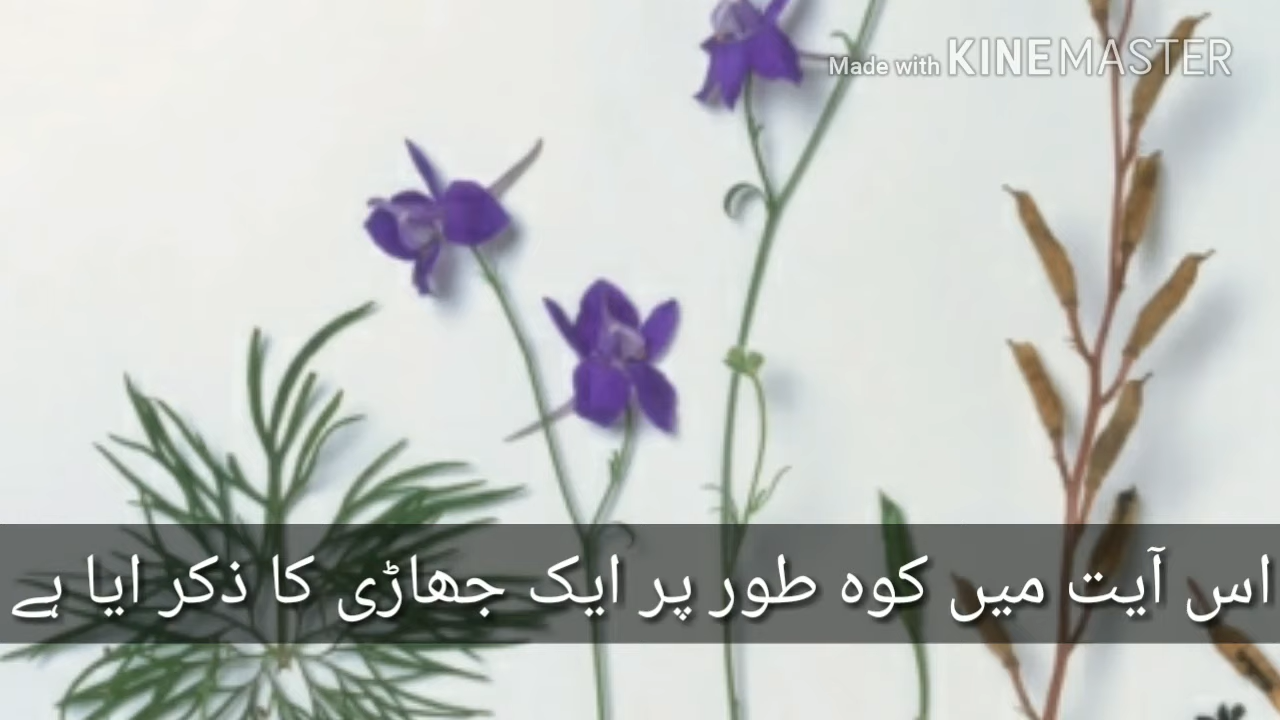 Made with KINEMASTER
اس آیت میں کوہ طور پر ایک جھاڑی کا ذکر ایا ہے